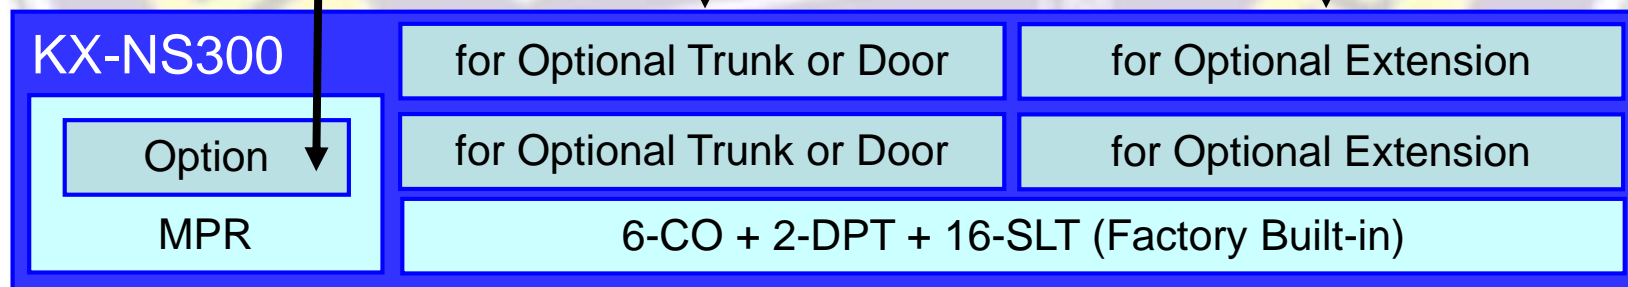 KX-NS300
for Optional Trunk or Door
for Optional Extension
Option
for Optional Trunk or Door
for Optional Extension
MPR
6-CO + 2-DPT + 16-SLT (Factory Built-in)